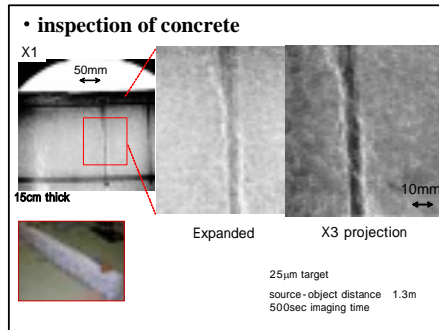 • inspection of concrete
X1
50mm
15cm thick
10mm
Expanded
X3 projection
25μm target
source-object distance 1.3m
500sec imaging time